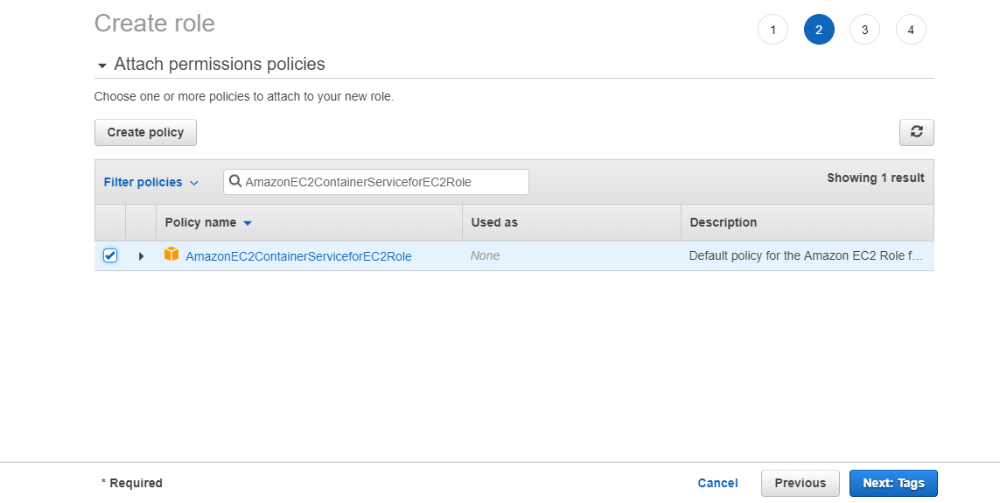 Create role
1 2 3 4
Attach permissions policies
Choose one or more policies to attach to your new role.
Create policy
Filter policies AmazonEC2ContainerServiceforEC2Role Showing 1 result
Policy name Used as Description
AmazonEC2ContainerServiceforEC2Role None Default policy for the Amazon EC2 Role f…
* Required Cancel Previous Next: Tags